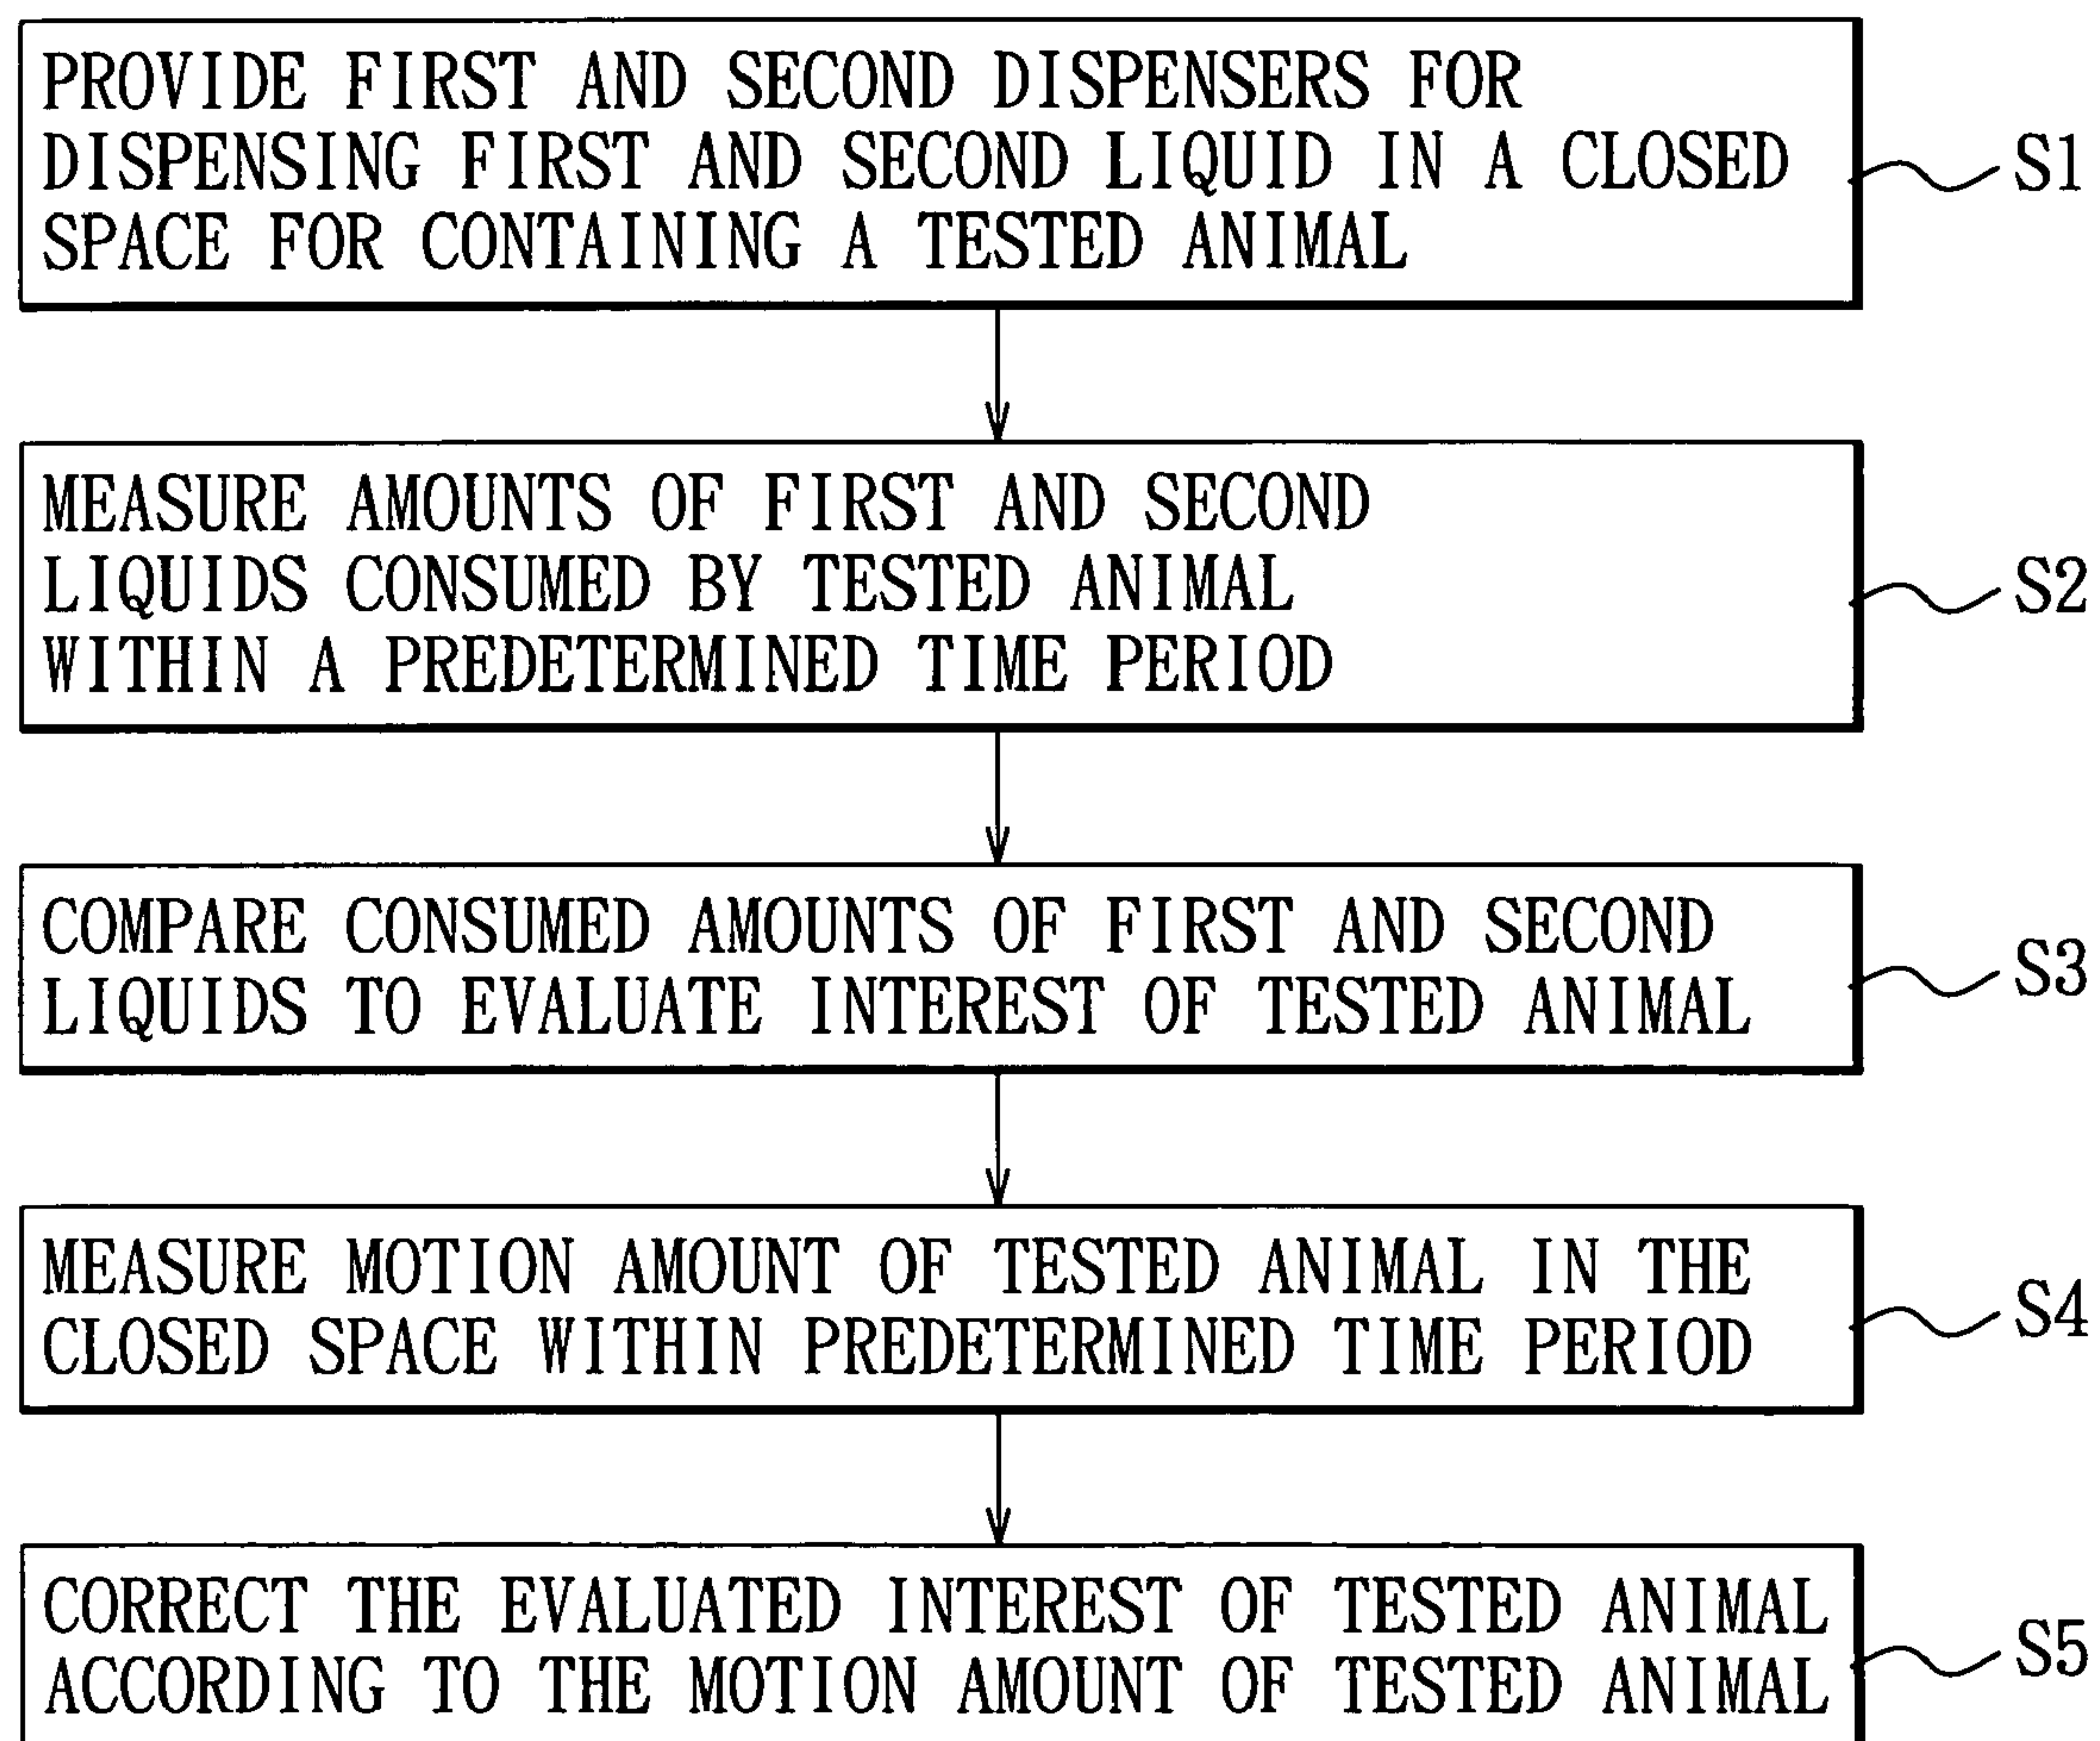 PROVIDE FIRST AND SECOND DISPENSERS FOR
DISPENSING FIRST AND SECOND LIQUID IN A CLOSED
SPACE FOR CONTAINING A TESTED ANIMAL
S1
MEASURE AMOUNTS OF FIRST AND SECOND
LIQUIDS CONSUMED BY TESTED ANIMAL
WITHIN A PREDETERMINED TIME PERIOD
S2
COMPARE CONSUMED AMOUNTS OF FIRST AND SECOND
LIQUIDS TO EVALUATE INTEREST OF TESTED ANIMAL
S3
MEASURE MOTION AMOUNT OF TESTED ANIMAL IN THE
CLOSED SPACE WITHIN PREDETERMINED TIME PERIOD
S4
CORRECT THE EVALUATED INTEREST OF TESTED ANIMAL
ACCORDING TO THE MOTION AMOUNT OF TESTED ANIMAL
S5